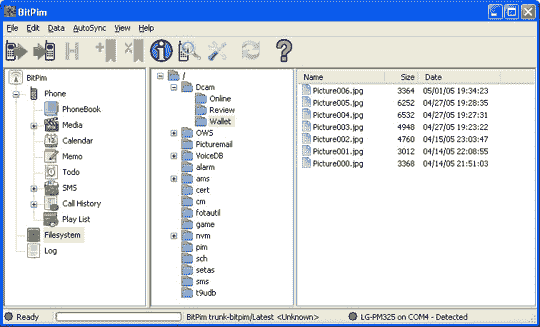 BitPim
File Edit Data AutoSync View Help
BitPim
Phone
PhoneBook
Media
Calendar
Memo
Todo
SMS
Call History
Play List
Filesystem
Log
/
Dcam
Online
Review
Wallet
OWS
Picturemail
VoiceDB
alarm
ams
cert
cm
fotautil
game
nvm
pim
sch
setas
sms
t9udb
Name Size Date
Picture006.jpg 3364 05/01/05 19:34:23
Picture005.jpg 6252 04/27/05 19:28:35
Picture004.jpg 6532 04/27/05 19:27:31
Picture003.jpg 4948 04/23/05 19:23:22
Picture002.jpg 4760 04/15/05 23:03:47
Picture001.jpg 3012 04/14/05 22:08:55
Picture000.jpg 3368 04/14/05 21:51:03
Ready BitPim trunk-bitpim/Latest <Unknown> LG-PM325 on COM4 - Detected